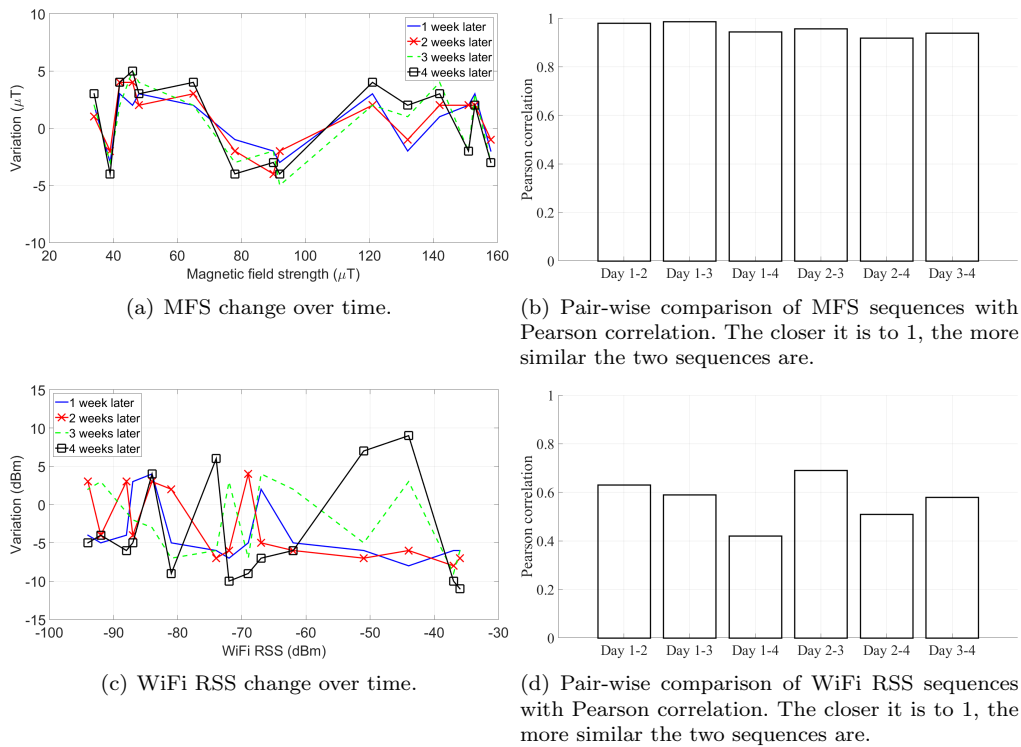 10
5
0
-5
-10
Variation (μT)
20 40 60 80 100 120 140 160
Magnetic field strength (μT)
1 week later
2 weeks later
3 weeks later
4 weeks later
(a) MFS change over time.
1
0.8
0.6
0.4
0.2
0
Pearson correlation
Day 1-2 Day 1-3 Day 1-4 Day 2-3 Day 2-4 Day 3-4
(b) Pair-wise comparison of MFS sequences with
Pearson correlation. The closer it is to 1, the more
similar the two sequences are.
15
10
5
0
-5
-10
-15
Variation (dBm)
-100 -90 -80 -70 -60 -50 -40 -30
WiFi RSS (dBm)
1 week later
2 weeks later
3 weeks later
4 weeks later
(c) WiFi RSS change over time.
1
0.8
0.6
0.4
0.2
0
Pearson correlation
Day 1-2 Day 1-3 Day 1-4 Day 2-3 Day 2-4 Day 3-4
(d) Pair-wise comparison of WiFi RSS sequences
with Pearson correlation. The closer it is to 1, the
more similar the two sequences are.